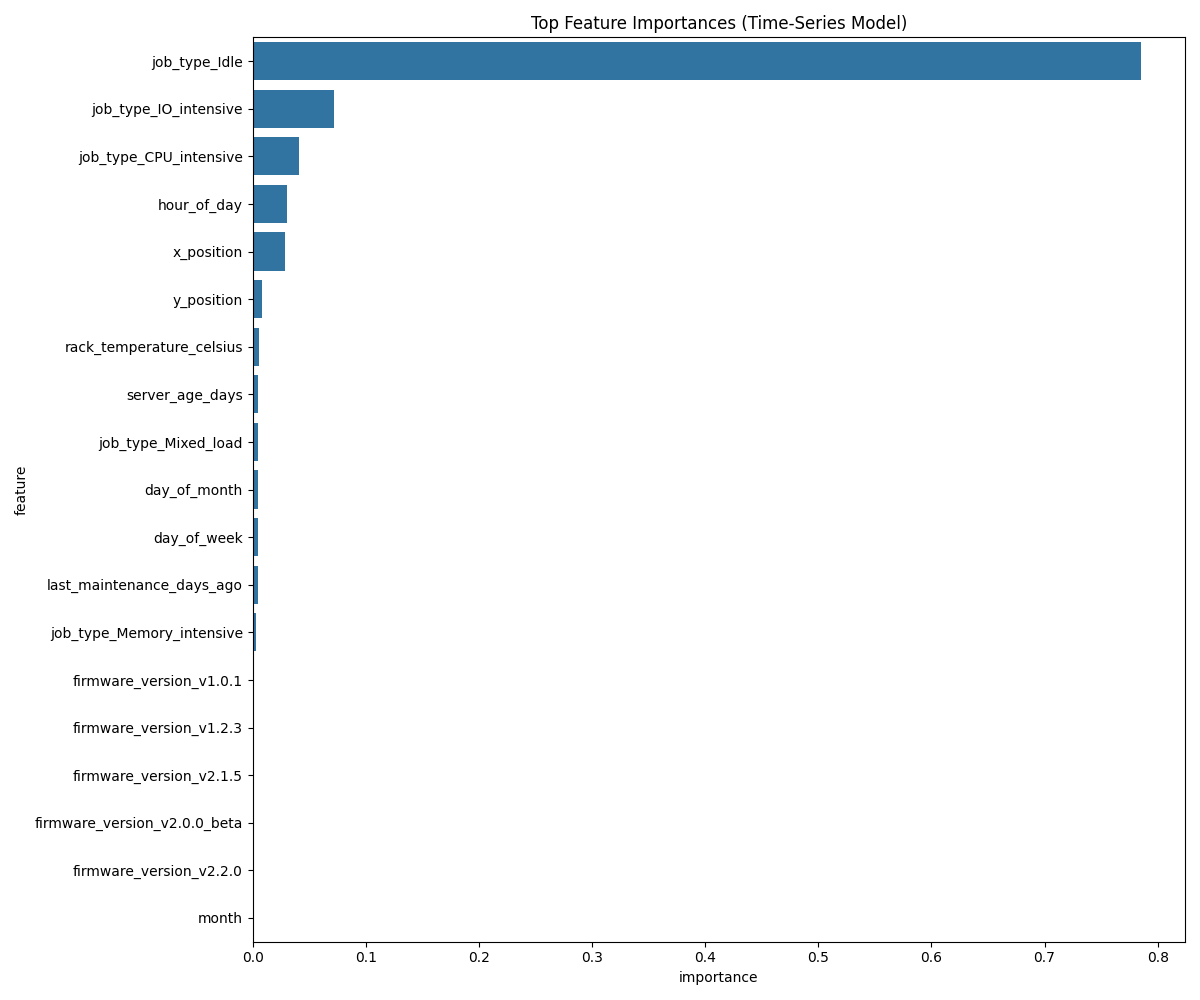 Top Feature Importances (Time-Series Model)
job_type_Idle
job_type_IO_intensive
job_type_CPU_intensive
hour_of_day
x_position
y_position
rack_temperature_celsius
server_age_days
job_type_Mixed_load
day_of_month
day_of_week
last_maintenance_days_ago
job_type_Memory_intensive
firmware_version_v1.0.1
firmware_version_v1.2.3
firmware_version_v2.1.5
firmware_version_v2.0.0_beta
firmware_version_v2.2.0
month
feature
0.0 0.1 0.2 0.3 0.4 0.5 0.6 0.7 0.8
importance